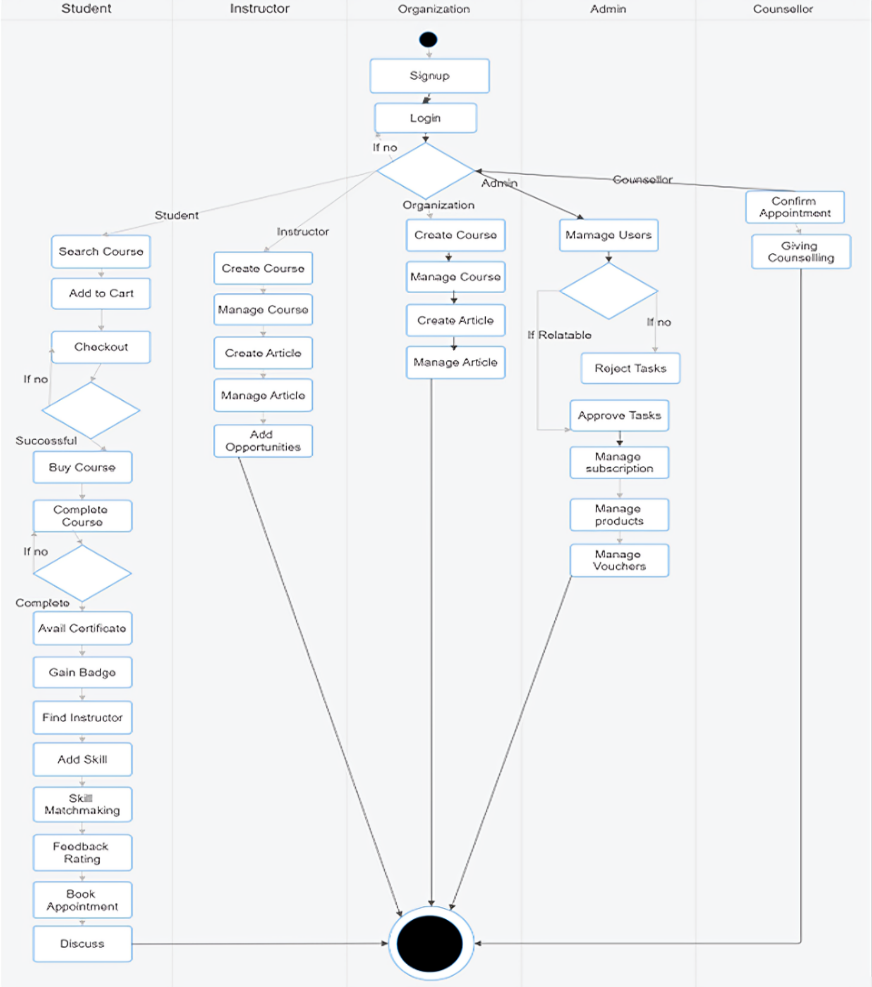 Student
Instructor
Organization
Admin
Counsellor
Signup
Login
If no
Student
Instructor
Organization
Admin
Counsellor
Search Course
Add to Cart
Checkout
If no
Successful
Buy Course
Complete
Course
If no
Complete
Avail Certificate
Gain Badge
Find Instructor
Add Skill
Skill
Matchmaking
Feedback
Rating
Book
Appointment
Discuss
Create Course
Manage Course
Create Article
Manage Article
Add
Opportunities
Create Course
Manage Course
Create Article
Manage Article
Mamage Users
If Relatable
If no
Reject Tasks
Approve Tasks
Manage
subscription
Manage
products
Manage
Vouchers
Confirm
Appointment
Giving
Counselling